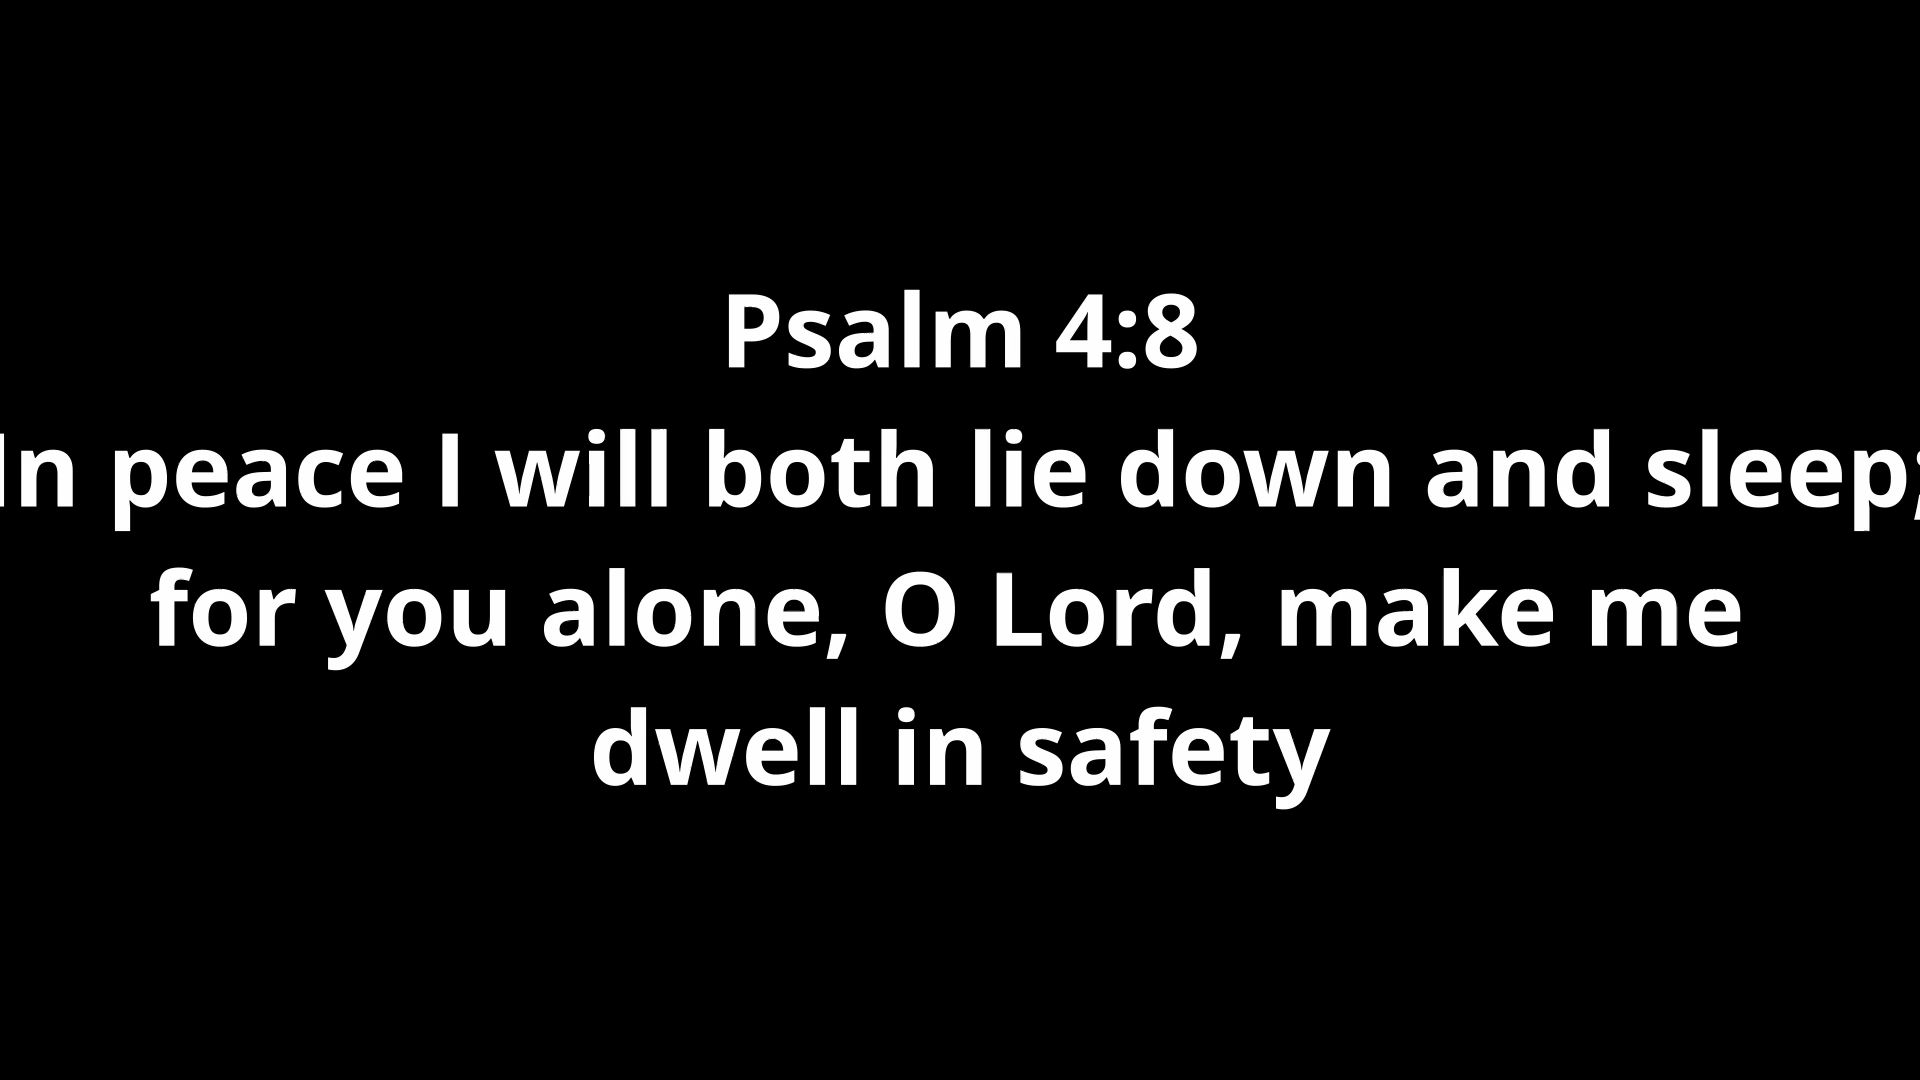 Psalm 4:8
In peace I will both lie down and sleep;
for you alone, O Lord, make me
dwell in safety